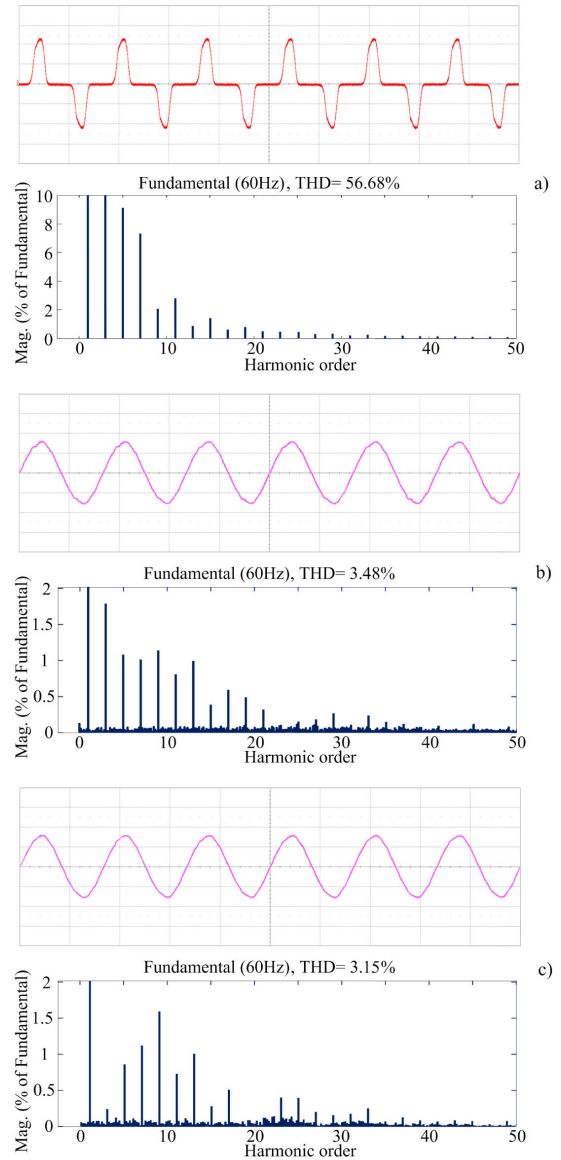 Fundamental (60Hz), THD= 56.68%
a)
Mag. (% of Fundamental)
10
8
6
4
2
0
0 10 20 30 40 50
Harmonic order
Fundamental (60Hz), THD= 3.48%
b)
Mag. (% of Fundamental)
2
1.5
1
0.5
0
0 10 20 30 40 50
Harmonic order
Fundamental (60Hz), THD= 3.15%
c)
Mag. (% of Fundamental)
2
1.5
1
0.5
0
0 10 20 30 40 50
Harmonic order